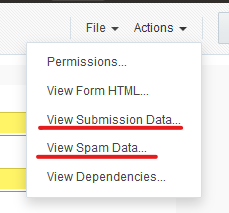 File Actions
Permissions...
View Form HTML...
View Submission Data...
View Spam Data...
View Dependencies...